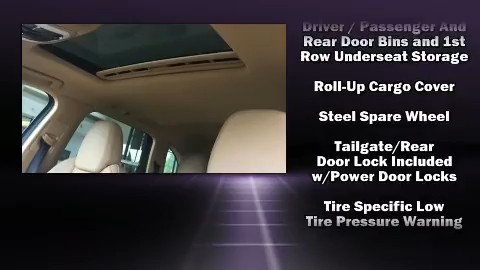 Driver / Passenger And
Rear Door Bins and 1st
Row Underseat Storage
Roll-Up Cargo Cover
Steel Spare Wheel
Tailgate/Rear
Door Lock Included
w/Power Door Locks
Tire Specific Low
Tire Pressure Warning